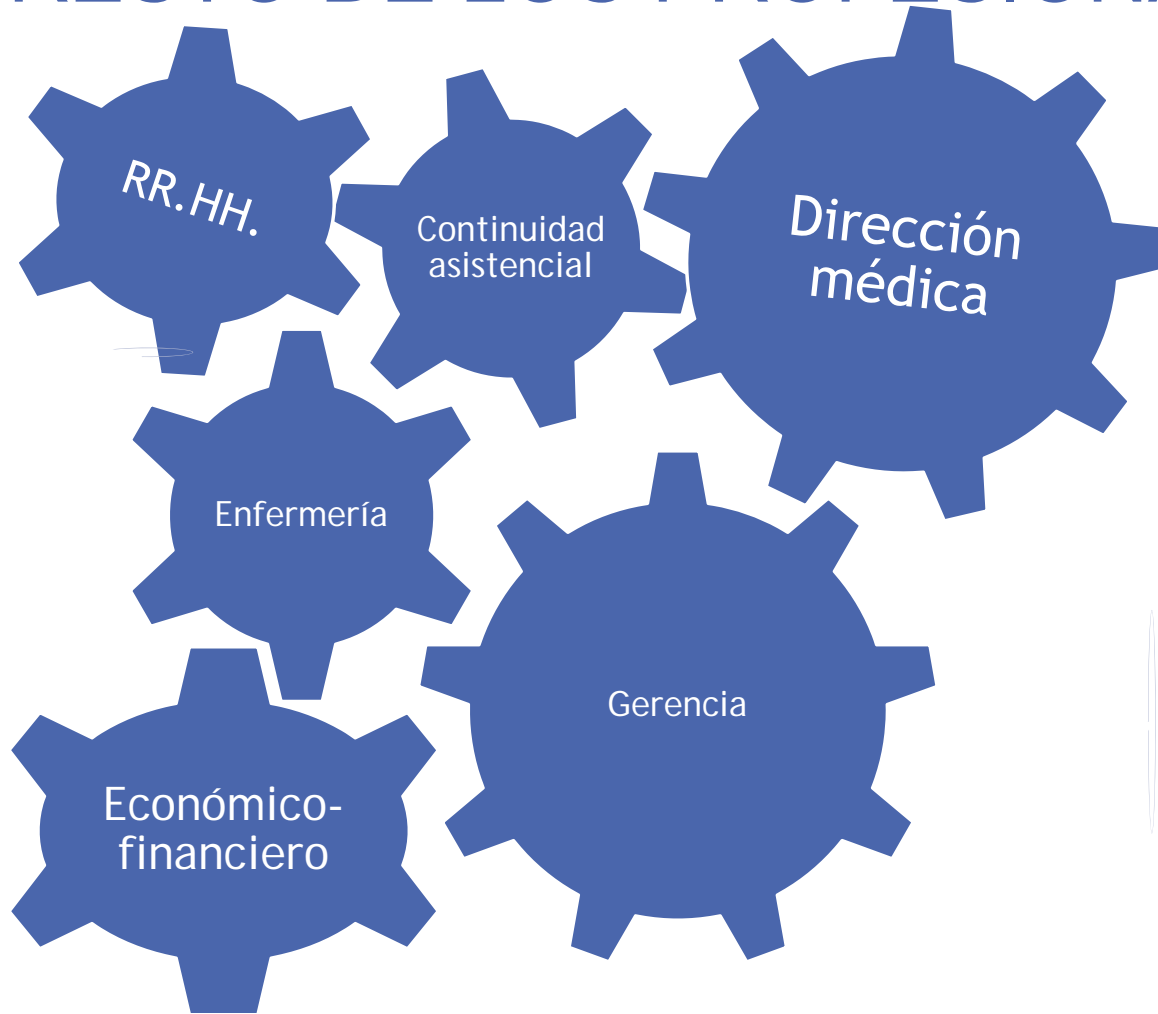 RR.HH.
Continuidad
asistencial
Dirección
médica
Enfermería
Gerencia
Económico-
financiero